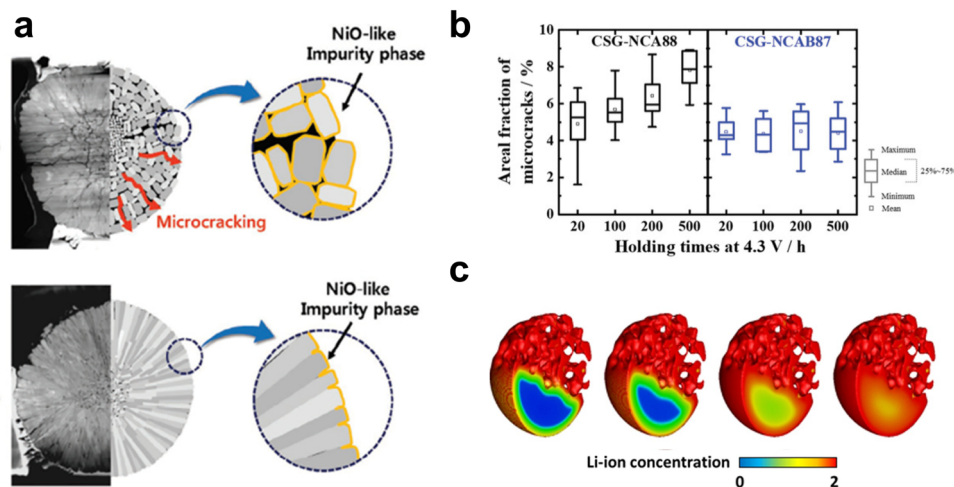 a
NiO-like
Impurity phase
Microcracking
NiO-like
Impurity phase
b
Areal fraction of
microcracks / %
10
8
6
4
2
0
CSG-NCA88
CSG-NCAB87
20 100 200 500 20 100 200 500
Holding times at 4.3 V / h
Maximum
Median
25%~75%
Minimum
Mean
c
Li-ion concentration
0
2